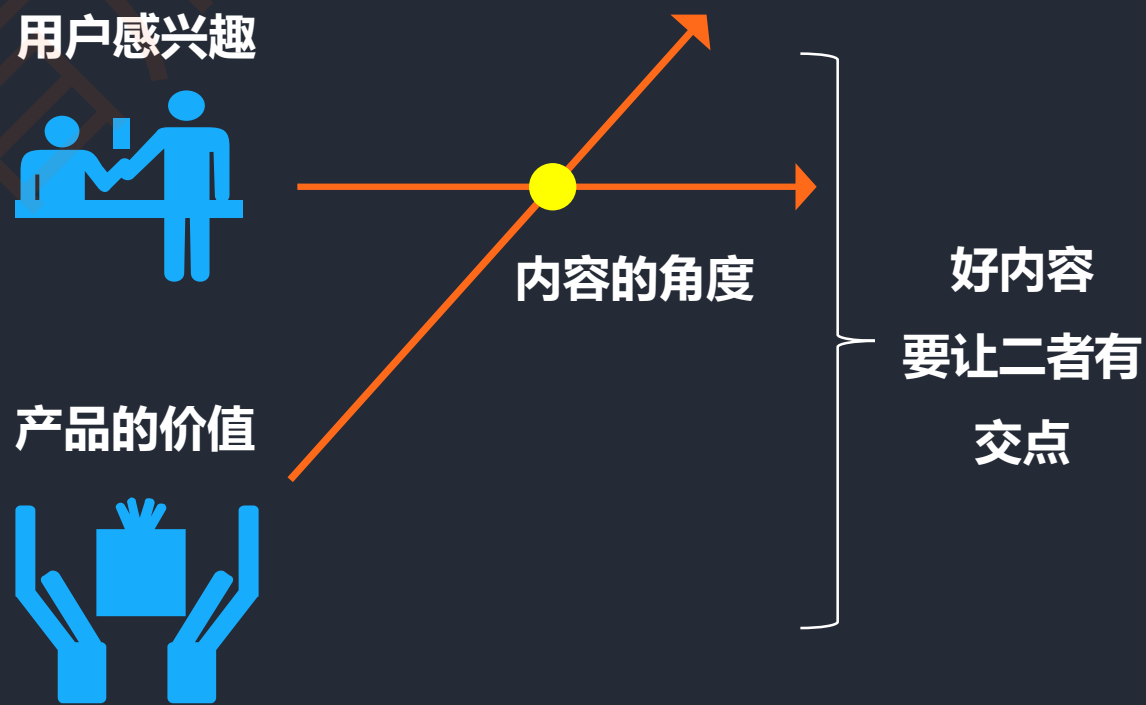 用户感兴趣
内容的角度
产品的价值
好内容
要让二者有
交点